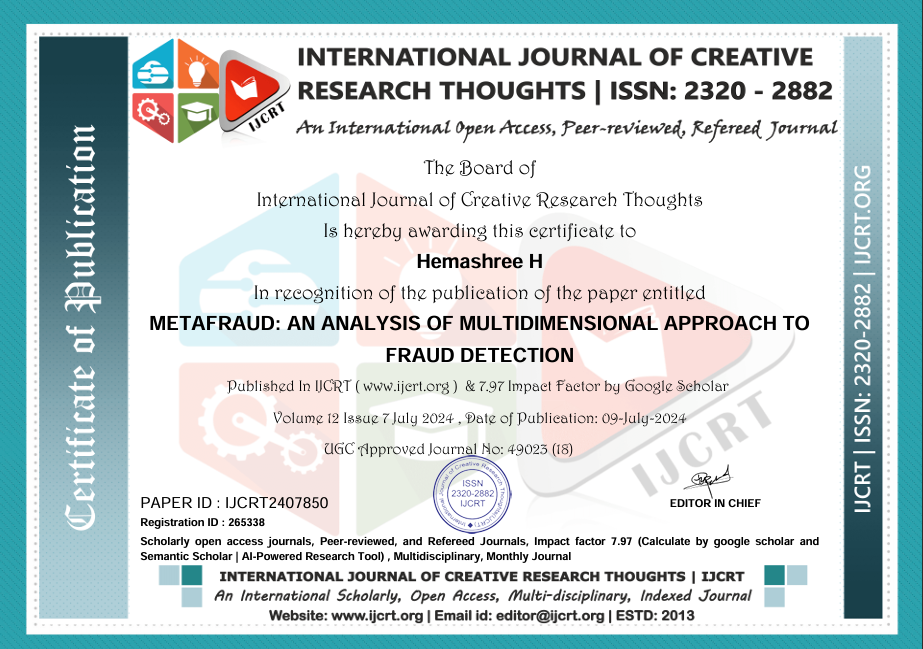 Certificate of Publication
IJCRT
INTERNATIONAL JOURNAL OF CREATIVE
RESEARCH THOUGHTS | ISSN: 2320 - 2882
An International Open Access, Peer-reviewed, Refereed Journal
The Board of
International Journal of Creative Research Thoughts
Is hereby awarding this certificate to
Hemashree H
In recognition of the publication of the paper entitled
METAFRAUD: AN ANALYSIS OF MULTIDIMENSIONAL APPROACH TO
FRAUD DETECTION
Published In IJCRT ( www.ijcrt.org ) & 7.97 Impact Factor by Google Scholar
Volume 12 Issue 7 July 2024 , Date of Publication: 09-July-2024
UGC Approved Journal No: 49023 (18)
IJCRT
International Journal of Creative Research Thoughts (IJCRT)
ISSN
2320-2882
IJCRT
PAPER ID : IJCRT2407850
Registration ID : 265338
EDITOR IN CHIEF
Scholarly open access journals, Peer-reviewed, and Refereed Journals, Impact factor 7.97 (Calculate by google scholar and
Semantic Scholar | AI-Powered Research Tool) , Multidisciplinary, Monthly Journal
INTERNATIONAL JOURNAL OF CREATIVE RESEARCH THOUGHTS | IJCRT
An International Scholarly, Open Access, Multi-disciplinary, Indexed Journal
Website: www.ijcrt.org | Email id: editor@ijcrt.org | ESTD: 2013
IJCRT | ISSN: 2320-2882 | IJCRT.ORG